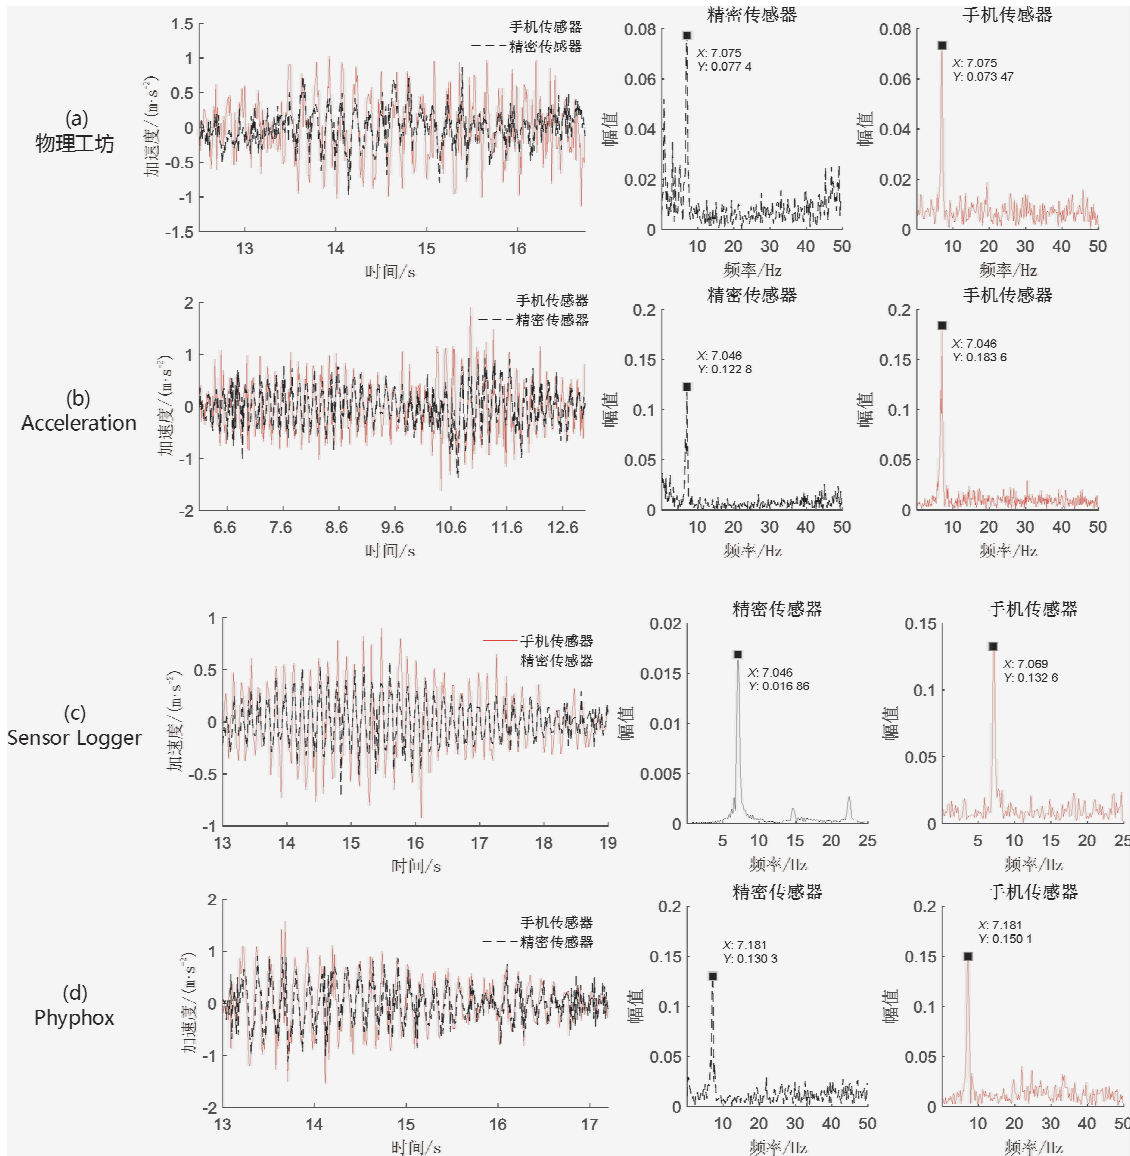 (a)
物理工坊
加速度/(m·s⁻²)
1.5
1
0.5
0
-0.5
-1
-1.5
手机传感器
精密传感器
13
14
15
16
时间/s
精密传感器
幅值
0.08
0.06
0.04
0.02
0
X: 7.075
Y: 0.077 4
10 20 30 40 50
频率/Hz
手机传感器
幅值
0.08
0.06
0.04
0.02
0
X: 7.075
Y: 0.073 47
10 20 30 40 50
频率/Hz
(b)
Acceleration
加速度/(m·s⁻²)
2
1
0
-1
-2
手机传感器
精密传感器
6.6 7.6 8.6 9.6 10.6 11.6 12.6
时间/s
精密传感器
幅值
0.2
0.15
0.1
0.05
0
X: 7.046
Y: 0.122 8
10 20 30 40 50
频率/Hz
手机传感器
幅值
0.2
0.15
0.1
0.05
0
X: 7.046
Y: 0.183 6
10 20 30 40 50
频率/Hz
(c)
Sensor Logger
加速度/(m·s⁻²)
1
0.5
0
-0.5
-1
手机传感器
精密传感器
13 14 15 16 17 18 19
时间/s
精密传感器
幅值
0.02
0.015
0.01
0.005
0
X: 7.046
Y: 0.016 86
5 10 15 20 25
频率/Hz
手机传感器
幅值
0.15
0.1
0.05
0
X: 7.069
Y: 0.132 6
5 10 15 20 25
频率/Hz
(d)
Phyphox
加速度/(m·s⁻²)
2
1
0
-1
-2
手机传感器
精密传感器
13 14 15 16 17
时间/s
精密传感器
幅值
0.2
0.15
0.1
0.05
0
X: 7.181
Y: 0.130 3
10 20 30 40 50
频率/Hz
手机传感器
幅值
0.2
0.15
0.1
0.05
0
X: 7.181
Y: 0.150 1
10 20 30 40 50
频率/Hz